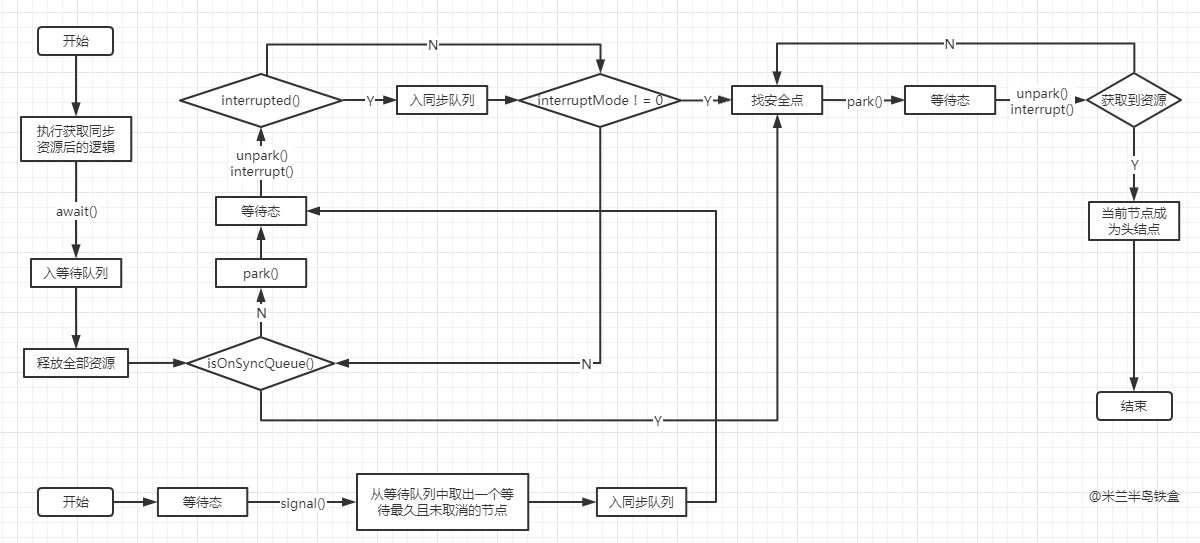 开始
执行获取同步
资源后的逻辑
await()
入等待队列
释放全部资源
isOnSyncQueue()
N
park()
等待态
unpark()
interrupt()
interrupted()
N
Y
入同步队列
interruptMode ! = 0
N
Y
Y
找安全点
park()
等待态
unpark()
interrupt()
获取到资源
N
Y
当前节点成
为头结点
结束
开始
等待态
signal()
从等待队列中取出一个等
待最久且未取消的节点
入同步队列
@米兰半岛铁盒